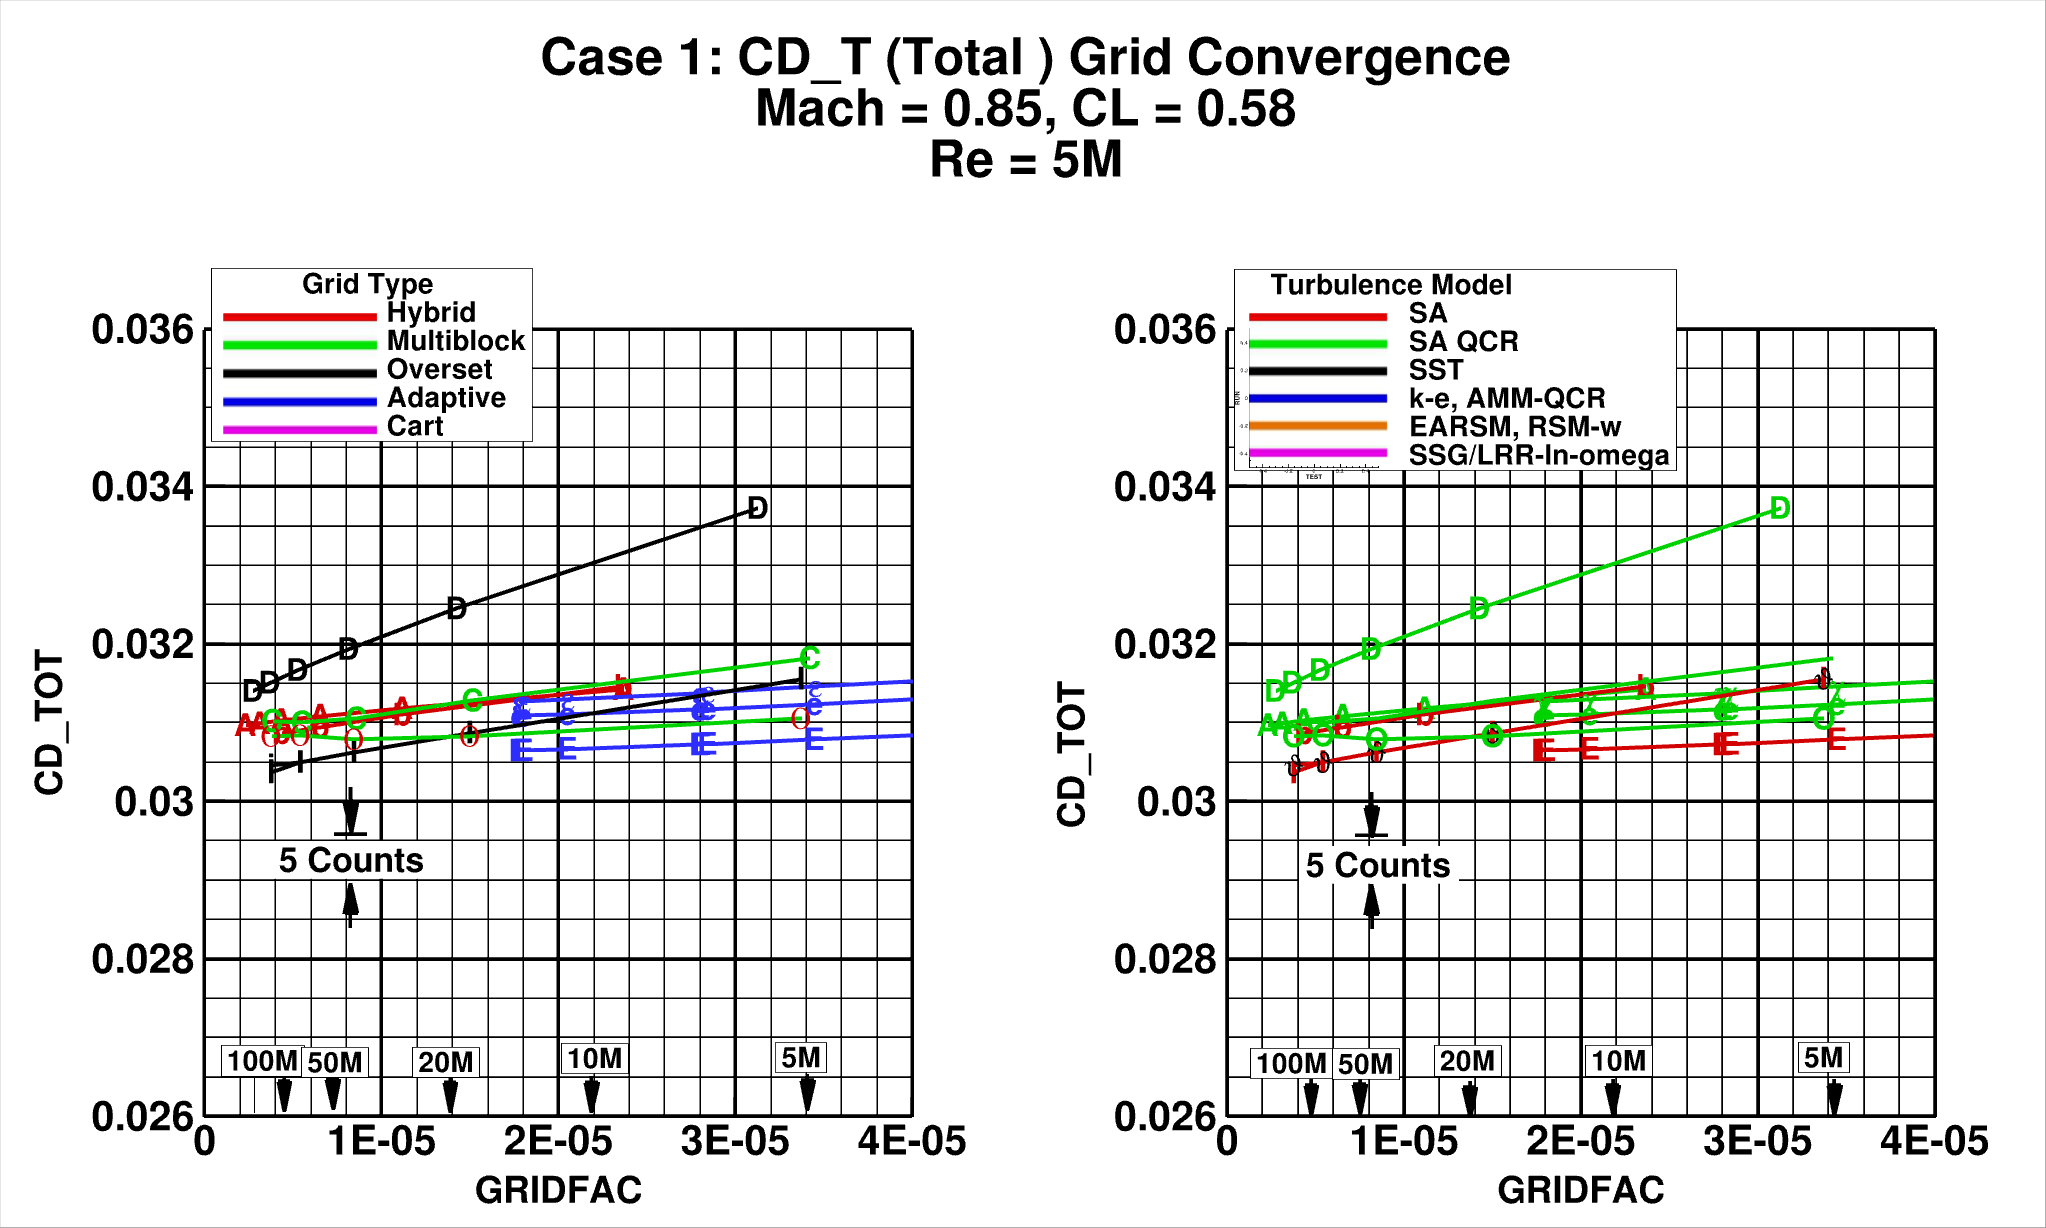 Case 1: CD_T (Total ) Grid Convergence
Mach = 0.85, CL = 0.58
Re = 5M
Grid Type
Hybrid
Multiblock
Overset
Adaptive
Cart
0.036
0.034
0.032
0.03
0.028
0.026
CD_TOT
D
D
D
D
D
D
C
C
5 Counts
100M
50M
20M
10M
5M
0
1E-05
2E-05
3E-05
4E-05
GRIDFAC
Turbulence Model
SA
SA QCR
SST
k-e, AMM-QCR
EARSM, RSM-w
SSG/LRR-ln-omega
RUN
TEST
0.036
0.034
0.032
0.03
0.028
0.026
CD_TOT
D
D
D
D
D
D
5 Counts
100M
50M
20M
10M
5M
0
1E-05
2E-05
3E-05
4E-05
GRIDFAC